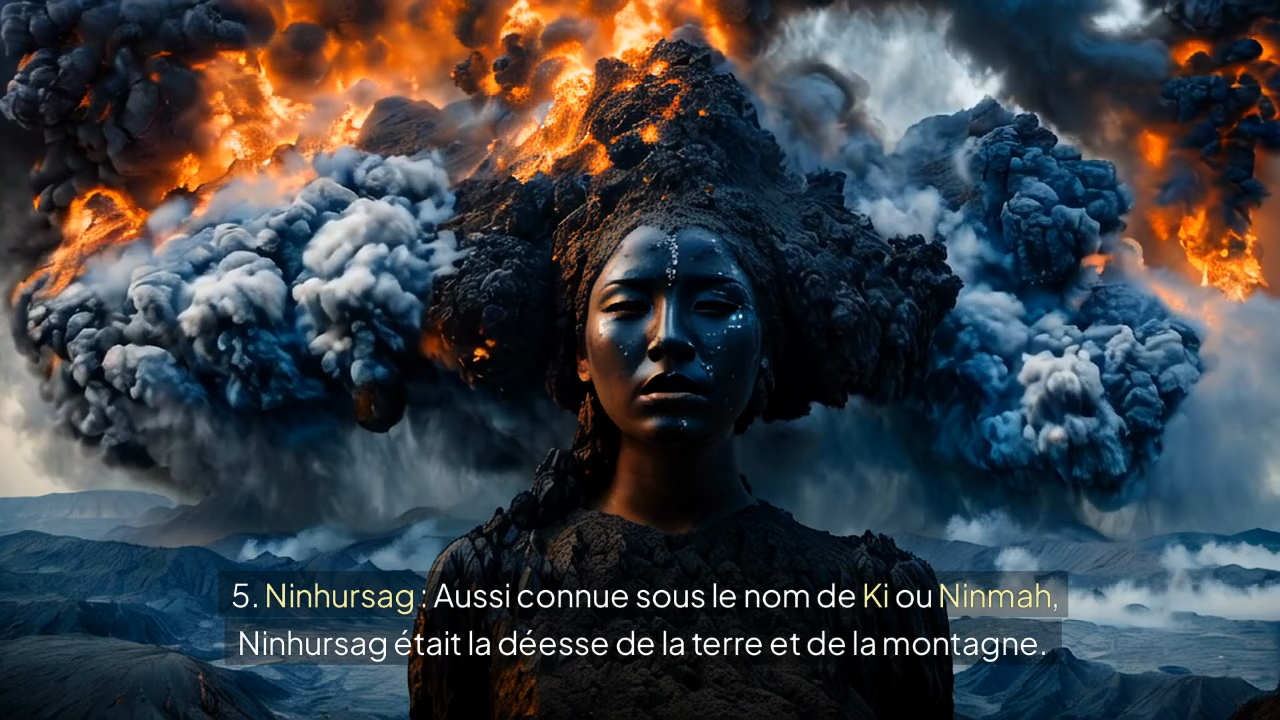 5. Ninhursag : Aussi connue sous le nom de Ki ou Ninmah,
Ninhursag était la déesse de la terre et de la montagne.